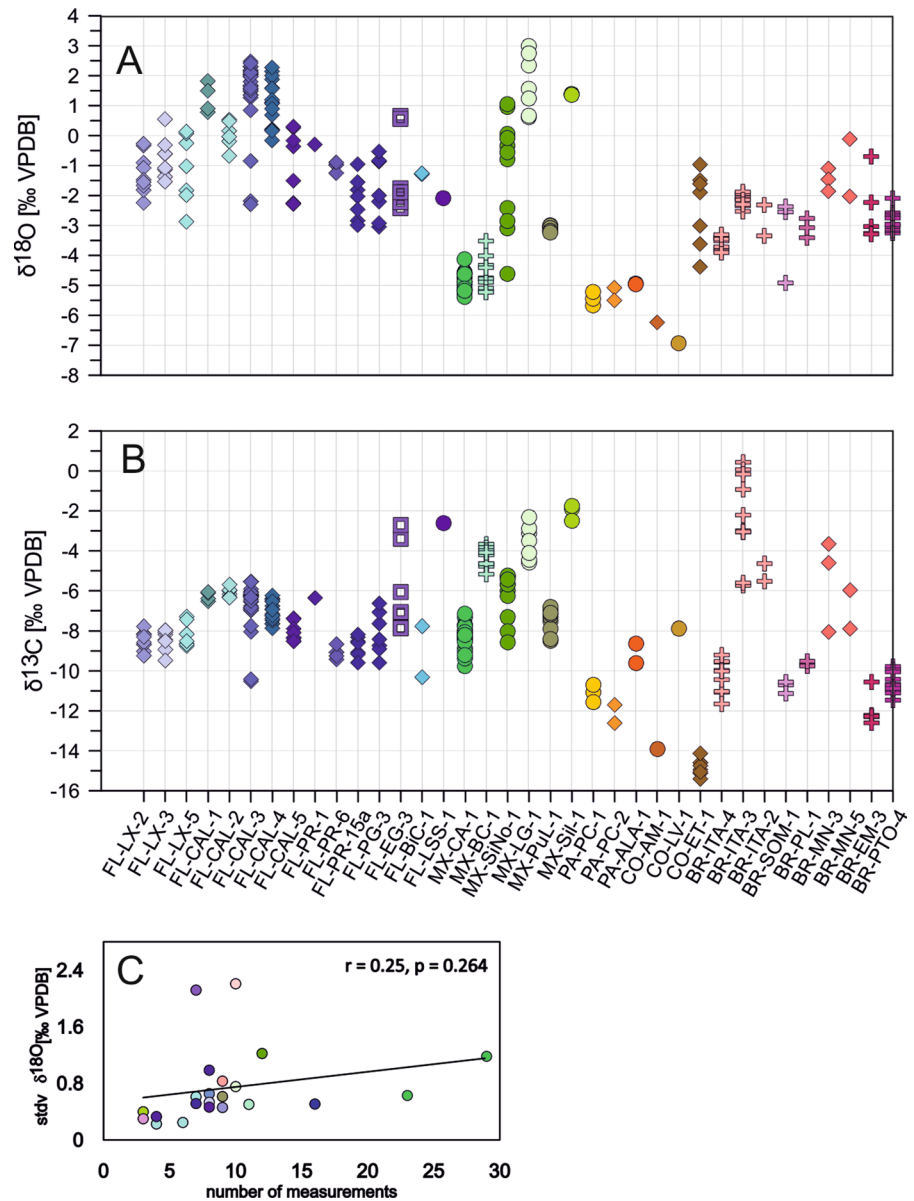 A
δ18O [‰ VPDB]
4
3
2
1
0
-1
-2
-3
-4
-5
-6
-7
-8
B
δ13C [‰ VPDB]
2
0
-2
-4
-6
-8
-10
-12
-14
-16
FL-LX-2
FL-LX-3
FL-LX-5
FL-CAL-1
FL-CAL-2
FL-CAL-3
FL-CAL-4
FL-CAL-5
FL-PR-1
FL-PR-6
FL-PR-15a
FL-PG-3
FL-EG-3
FL-BiC-1
FL-LSS-1
MX-CA-1
MX-BC-1
MX-SiNo-1
MX-LG-1
MX-PuL-1
MX-Sil-1
PA-PC-1
PA-PC-2
PA-ALA-1
CO-AM-1
CO-LV-1
CO-ET-1
BR-ITA-4
BR-ITA-3
BR-ITA-2
BR-SOM-1
BR-PL-1
BR-MN-3
BR-MN-5
BR-EM-3
BR-PTO-4
C
r = 0.25, p = 0.264
stdv δ18O[‰ VPDB]
2.4
1.6
0.8
0
0 5 10 15 20 25 30
number of measurements